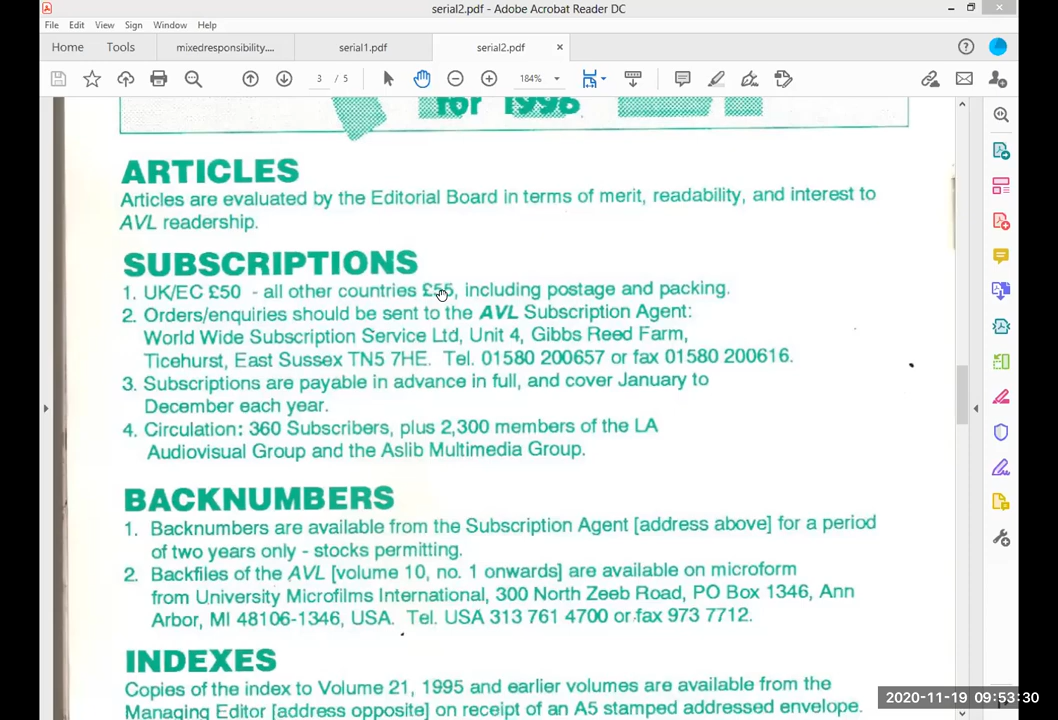 serial2.pdf - Adobe Acrobat Reader DC
File Edit View Sign Window Help
Home Tools mixedresponsibility.... serial1.pdf serial2.pdf
3 / 5 184%
for 1996
ARTICLES
Articles are evaluated by the Editorial Board in terms of merit, readability, and interest to
AVL readership.
SUBSCRIPTIONS
1. UK/EC £50 - all other countries £55, including postage and packing.
2. Orders/enquiries should be sent to the AVL Subscription Agent:
World Wide Subscription Service Ltd, Unit 4, Gibbs Reed Farm,
Ticehurst, East Sussex TN5 7HE. Tel. 01580 200657 or fax 01580 200616.
3. Subscriptions are payable in advance in full, and cover January to
December each year.
4. Circulation: 360 Subscribers, plus 2,300 members of the LA
Audiovisual Group and the Aslib Multimedia Group.
BACKNUMBERS
1. Backnumbers are available from the Subscription Agent [address above] for a period
of two years only - stocks permitting.
2. Backfiles of the AVL [volume 10, no. 1 onwards] are available on microform
from University Microfilms International, 300 North Zeeb Road, PO Box 1346, Ann
Arbor, MI 48106-1346, USA. Tel. USA 313 761 4700 or fax 973 7712.
INDEXES
Copies of the index to Volume 21, 1995 and earlier volumes are available from the
Managing Editor [address opposite] on receipt of an A5 stamped addressed envelope.
2020-11-19 09:53:30